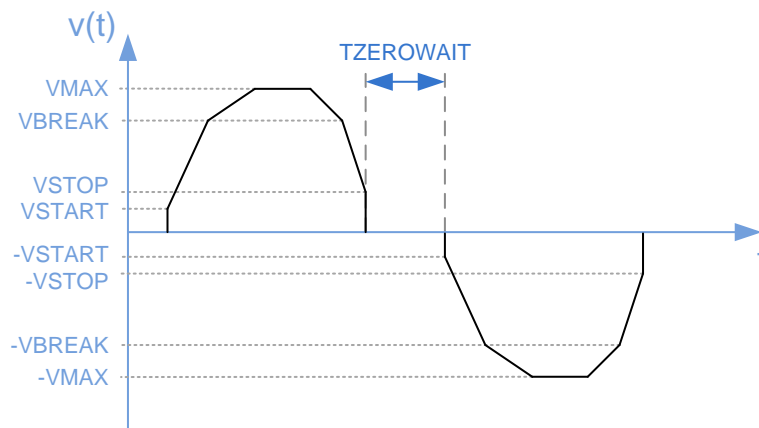 v(t)
TZEROWAIT
VMAX
VBREAK
VSTOP
VSTART
-VSTART
-VSTOP
-VBREAK
-VMAX